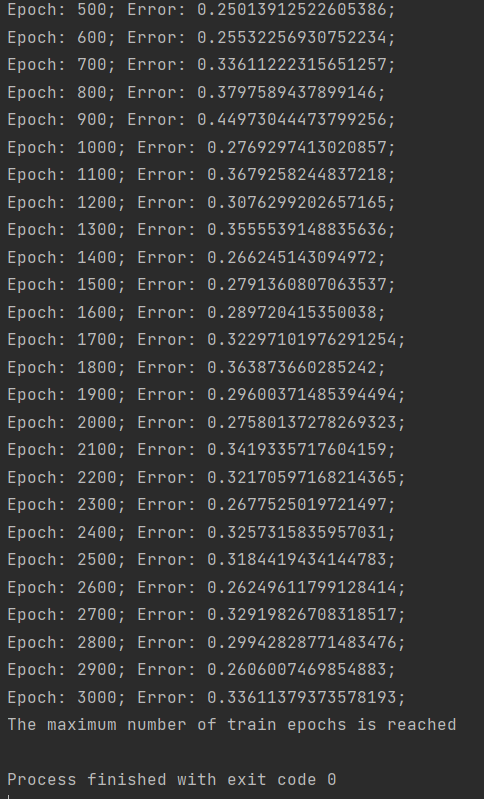 Epoch: 500; Error: 0.25013912522605386;
Epoch: 600; Error: 0.25532256930752234;
Epoch: 700; Error: 0.33611222315651257;
Epoch: 800; Error: 0.3797589437899146;
Epoch: 900; Error: 0.44973044473799256;
Epoch: 1000; Error: 0.2769297413020857;
Epoch: 1100; Error: 0.3679258244837218;
Epoch: 1200; Error: 0.3076299202657165;
Epoch: 1300; Error: 0.3555539148835636;
Epoch: 1400; Error: 0.266245143094972;
Epoch: 1500; Error: 0.2791360807063537;
Epoch: 1600; Error: 0.289720415350038;
Epoch: 1700; Error: 0.32297101976291254;
Epoch: 1800; Error: 0.363873660285242;
Epoch: 1900; Error: 0.29600371485394494;
Epoch: 2000; Error: 0.27580137278269323;
Epoch: 2100; Error: 0.3419335717604159;
Epoch: 2200; Error: 0.32170597168214365;
Epoch: 2300; Error: 0.2677525019721497;
Epoch: 2400; Error: 0.3257315835957031;
Epoch: 2500; Error: 0.3184419434144783;
Epoch: 2600; Error: 0.26249611799128414;
Epoch: 2700; Error: 0.32919826708318517;
Epoch: 2800; Error: 0.29942828771483476;
Epoch: 2900; Error: 0.2606007469854883;
Epoch: 3000; Error: 0.33611379373578193;
The maximum number of train epochs is reached
Process finished with exit code 0